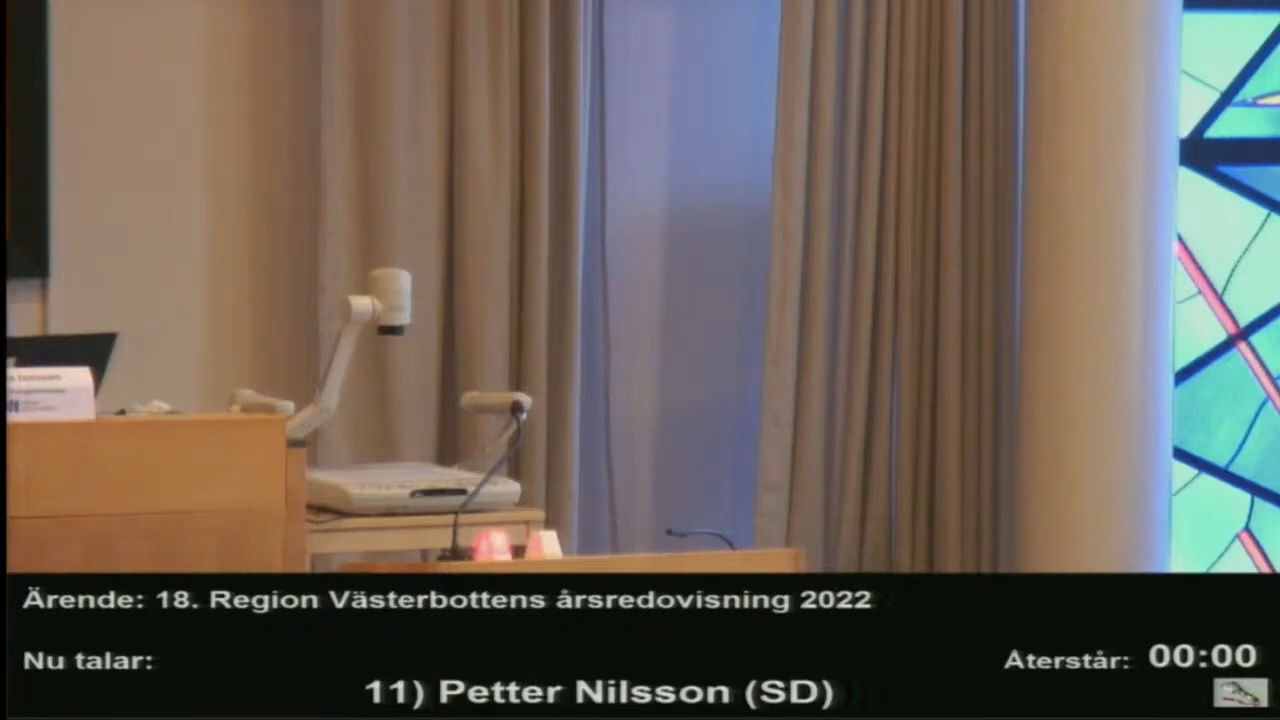 Ärende: 18. Region Västerbottens årsredovisning 2022
Nu talar:
Återstår: 00:00
11) Petter Nilsson (SD)